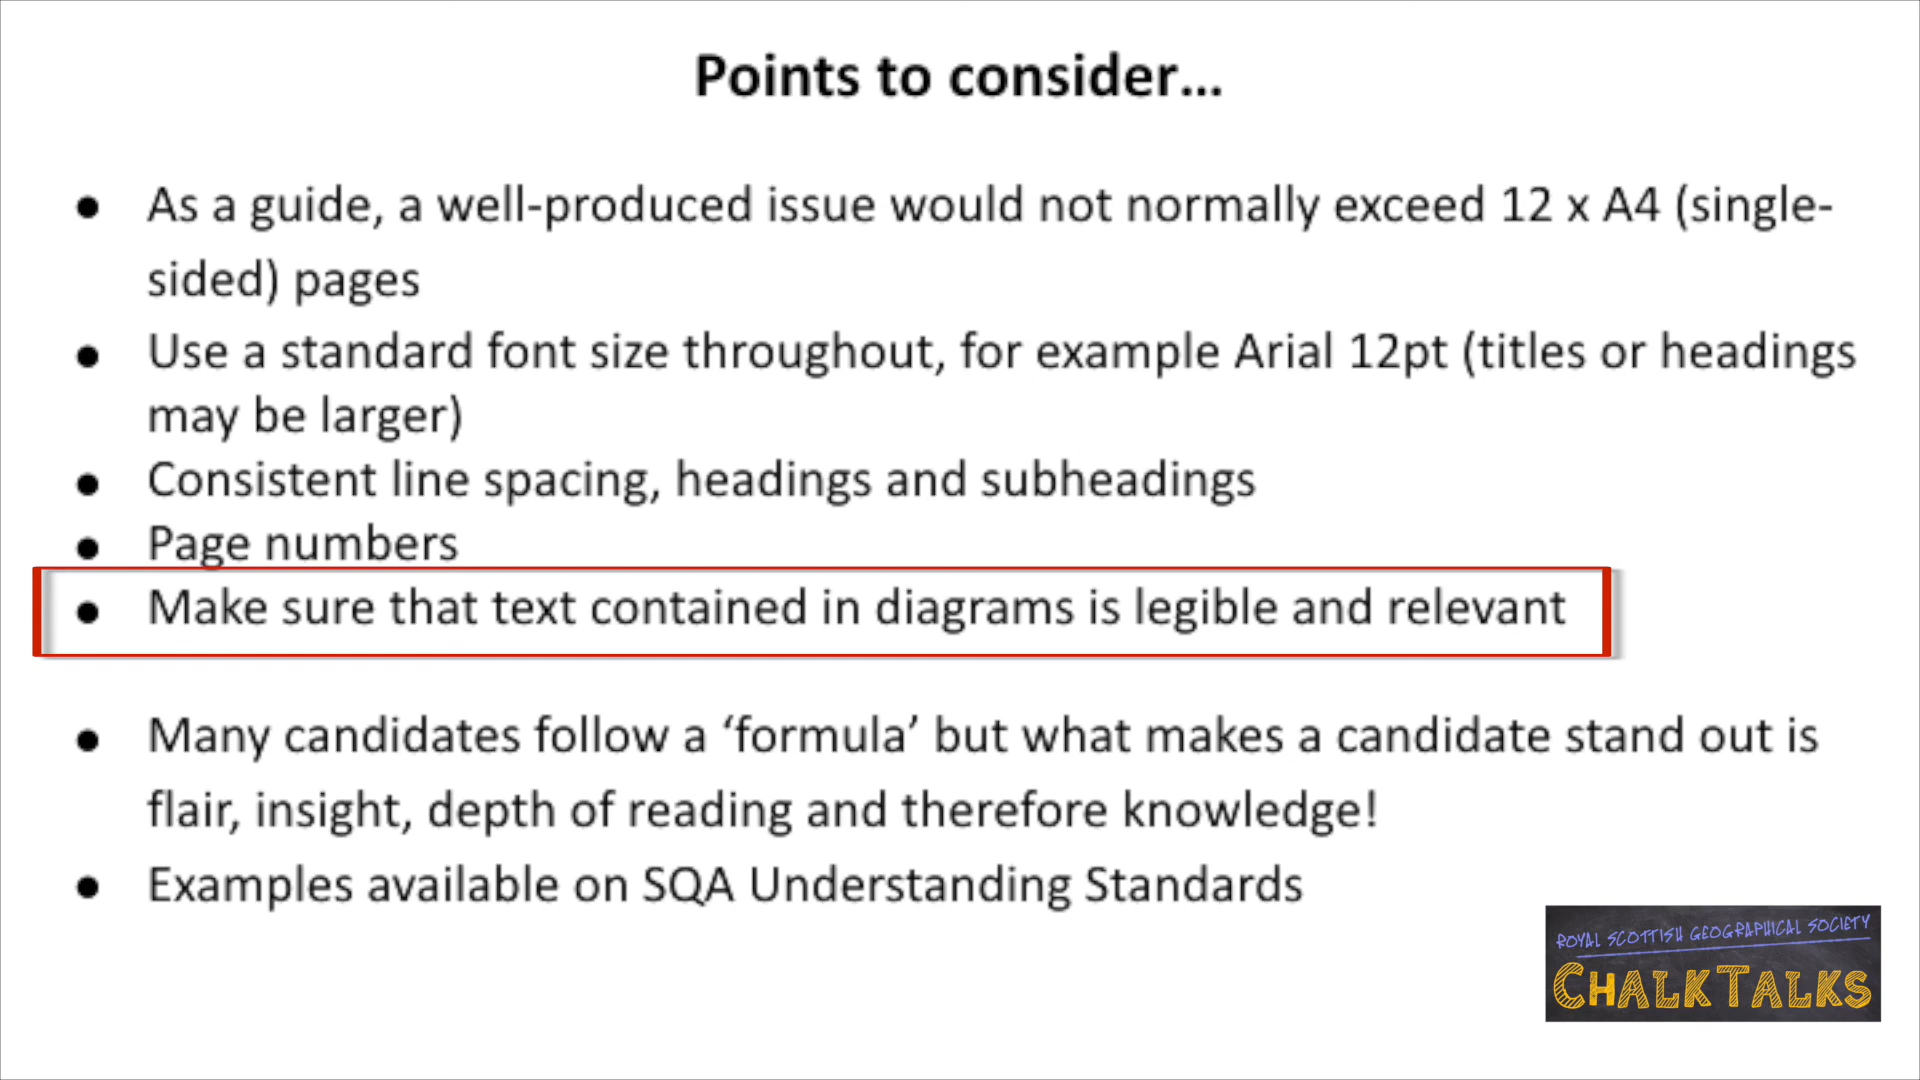 Points to consider...
● As a guide, a well-produced issue would not normally exceed 12 x A4 (single-
sided) pages
● Use a standard font size throughout, for example Arial 12pt (titles or headings
may be larger)
● Consistent line spacing, headings and subheadings
● Page numbers
● Make sure that text contained in diagrams is legible and relevant
● Many candidates follow a ‘formula’ but what makes a candidate stand out is
flair, insight, depth of reading and therefore knowledge!
● Examples available on SQA Understanding Standards
ROYAL SCOTTISH GEOGRAPHICAL SOCIETY
CHALKTALKS